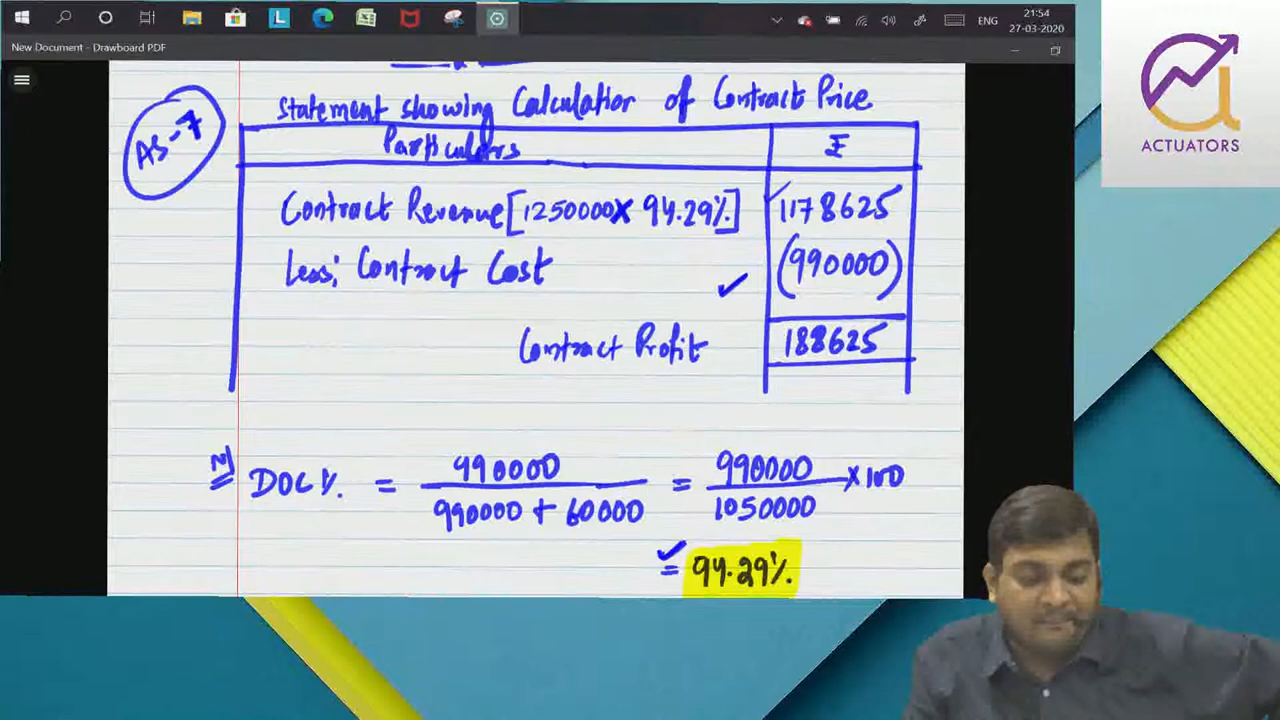 21:54
ENG
27-03-2020
New Document - Drawboard PDF
ACTUATORS
AS-7
Statement showing Calculation of Contract Price
Particulars ₹
Contract Revenue [1250000 x 94.29%] 1178625
Less: Contract Cost (990000)
Contract Profit 188625
DOC%. = 990000 / 990000 + 60000 = 990000 / 1050000 x 100
= 94.29%